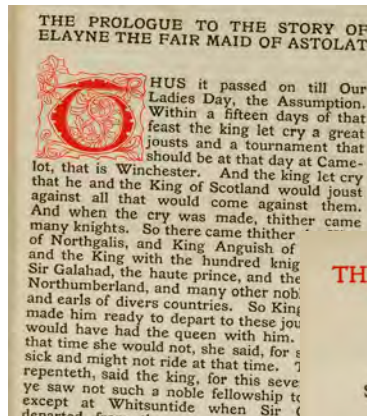 THE PROLOGUE TO THE STORY OF
ELAYNE THE FAIR MAID OF ASTOLAT
THUS it passed on till Our
Ladies Day, the Assumption.
Within a fifteen days of that
feast the king let cry a great
jousts and a tournament that
should be at that day at Came-
lot, that is Winchester. And the king let cry
that he and the King of Scotland would joust
against all that would come against them.
And when the cry was made, thither came
many knights. So there came thither
of Northgalis, and King Anguish of
and the King with the hundred
Sir Galahad, the haute prince, and the
Northumberland, and many other
and earls of divers countries. So King
made him ready to depart to these
would have had the queen with him.
that time she would not, she said, for
sick and might not ride at that time.
repenteth, said the king, for this
ye saw not such a noble fellowship
except at Whitsuntide when Sir
TH